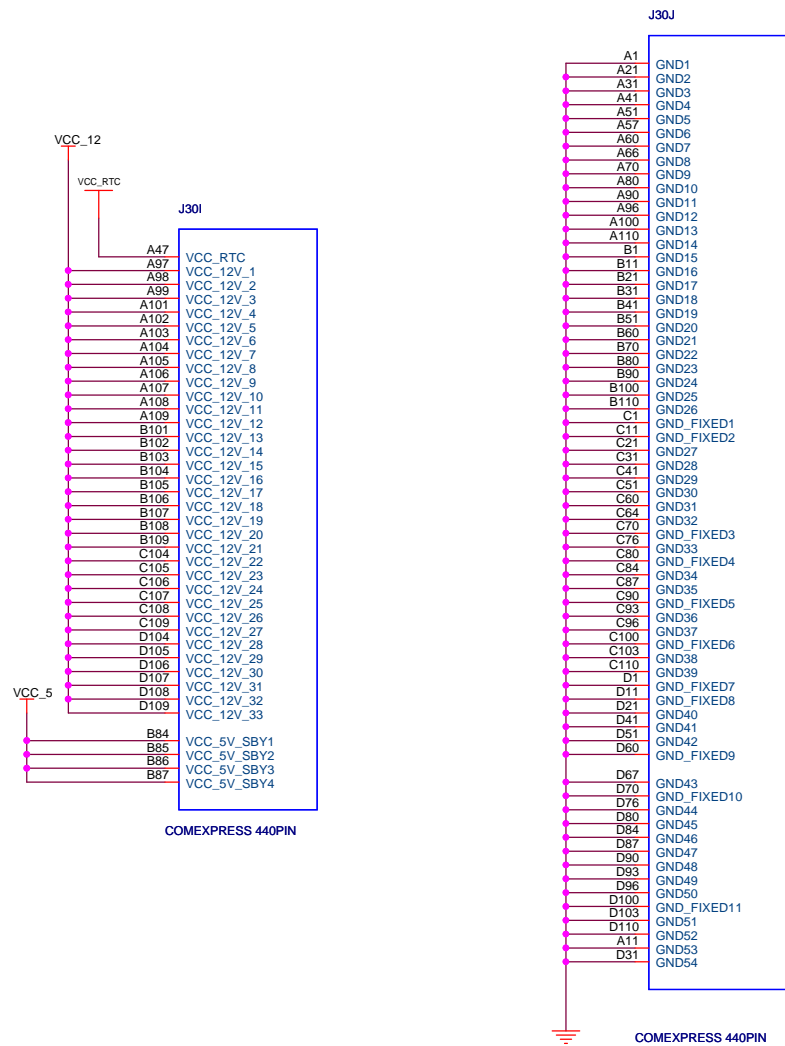 VCC_12
VCC_RTC
J30I
A47 VCC_RTC
A97 VCC_12V_1
A98 VCC_12V_2
A99 VCC_12V_3
A101 VCC_12V_4
A102 VCC_12V_5
A103 VCC_12V_6
A104 VCC_12V_7
A105 VCC_12V_8
A106 VCC_12V_9
A107 VCC_12V_10
A108 VCC_12V_11
A109 VCC_12V_12
B101 VCC_12V_13
B102 VCC_12V_14
B103 VCC_12V_15
B104 VCC_12V_16
B105 VCC_12V_17
B106 VCC_12V_18
B107 VCC_12V_19
B108 VCC_12V_20
B109 VCC_12V_21
C104 VCC_12V_22
C105 VCC_12V_23
C106 VCC_12V_24
C107 VCC_12V_25
C108 VCC_12V_26
C109 VCC_12V_27
D104 VCC_12V_28
D105 VCC_12V_29
D106 VCC_12V_30
D107 VCC_12V_31
D108 VCC_12V_32
D109 VCC_12V_33
VCC_5
B84 VCC_5V_SBY1
B85 VCC_5V_SBY2
B86 VCC_5V_SBY3
B87 VCC_5V_SBY4
COMEXPRESS 440PIN
J30J
A1 GND1
A21 GND2
A31 GND3
A41 GND4
A51 GND5
A57 GND6
A60 GND7
A66 GND8
A70 GND9
A80 GND10
A90 GND11
A96 GND12
A100 GND13
A110 GND14
B1 GND15
B11 GND16
B21 GND17
B31 GND18
B41 GND19
B51 GND20
B60 GND21
B70 GND22
B80 GND23
B90 GND24
B100 GND25
B110 GND26
C1 GND_FIXED1
C11 GND_FIXED2
C21 GND27
C31 GND28
C41 GND29
C51 GND30
C60 GND31
C64 GND32
C70 GND_FIXED3
C76 GND33
C80 GND_FIXED4
C84 GND34
C87 GND35
C90 GND_FIXED5
C93 GND36
C96 GND37
C100 GND_FIXED6
C103 GND38
C110 GND39
D1 GND_FIXED7
D11 GND_FIXED8
D21 GND40
D41 GND41
D51 GND42
D60 GND_FIXED9
D67 GND43
D70 GND_FIXED10
D76 GND44
D80 GND45
D84 GND46
D87 GND47
D90 GND48
D93 GND49
D96 GND50
D100 GND_FIXED11
D103 GND51
D110 GND52
A11 GND53
D31 GND54
COMEXPRESS 440PIN